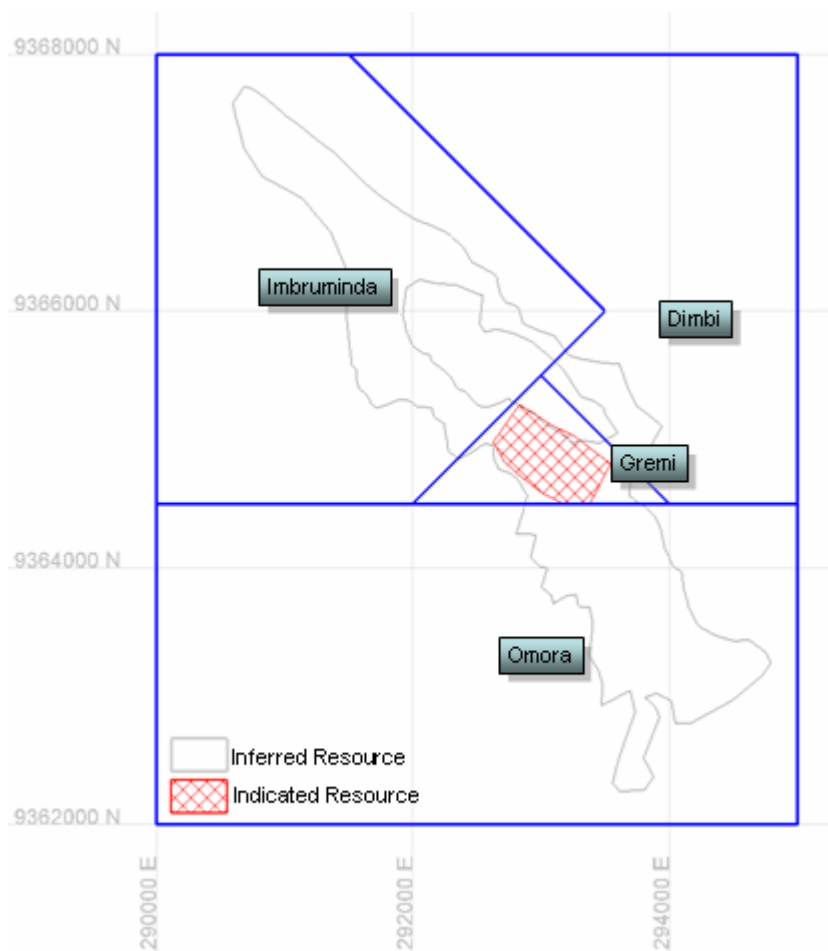 9368000 N
Imbruminda
9366000 N
Dimbi
Gremi
9364000 N
Omora
Inferred Resource
Indicated Resource
9362000 N
290000 E
292000 E
294000 E